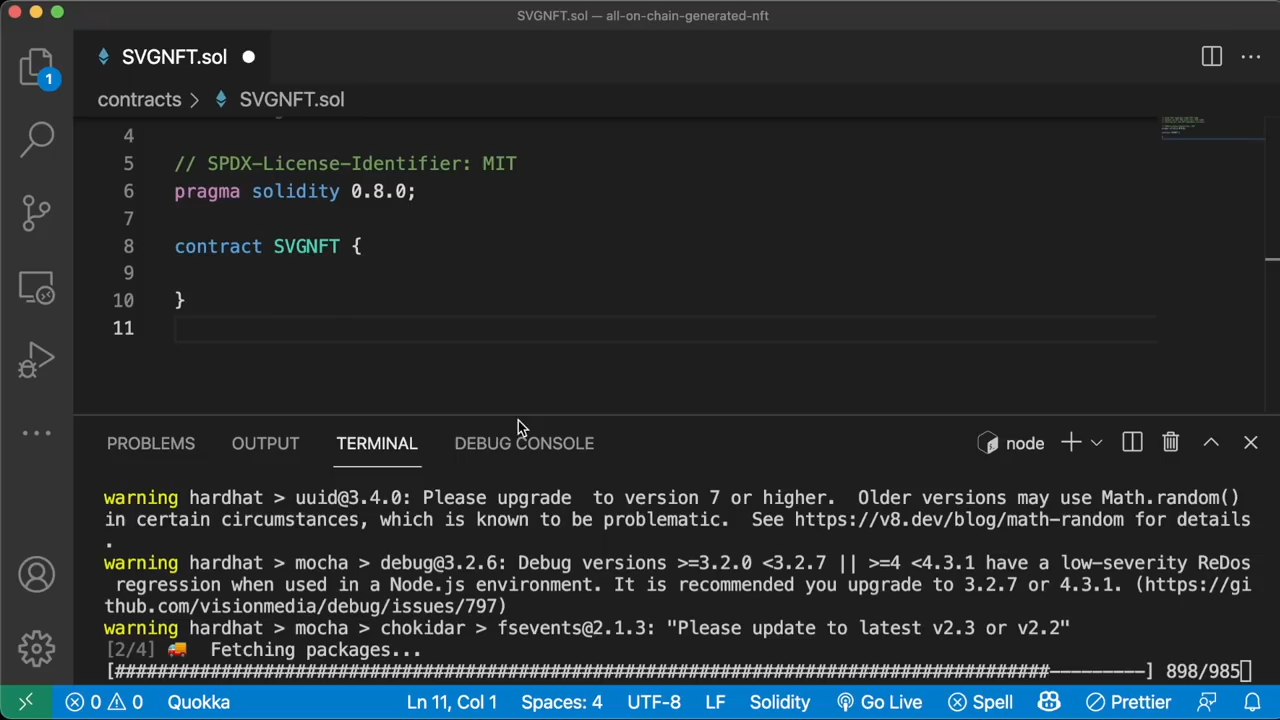 SVGNFT.sol — all-on-chain-generated-nft
SVGNFT.sol
1
contracts > SVGNFT.sol
4
5 // SPDX-License-Identifier: MIT
6 pragma solidity 0.8.0;
7
8 contract SVGNFT {
9
10 }
11
PROBLEMS OUTPUT TERMINAL DEBUG CONSOLE node
warning hardhat > uuid@3.4.0: Please upgrade  to version 7 or higher.  Older versions may use Math.random()
in certain circumstances, which is known to be problematic.  See https://v8.dev/blog/math-random for details
.
warning hardhat > mocha > debug@3.2.6: Debug versions >=3.2.0 <3.2.7 || >=4 <4.3.1 have a low-severity ReDos
regression when used in a Node.js environment. It is recommended you upgrade to 3.2.7 or 4.3.1. (https://gi
thub.com/visionmedia/debug/issues/797)
warning hardhat > mocha > chokidar > fsevents@2.1.3: "Please update to latest v2.3 or v2.2"
[2/4] 🚚  Fetching packages...
[#####################################################################################---------] 898/985
0 0 Quokka Ln 11, Col 1 Spaces: 4 UTF-8 LF Solidity Go Live Spell Prettier